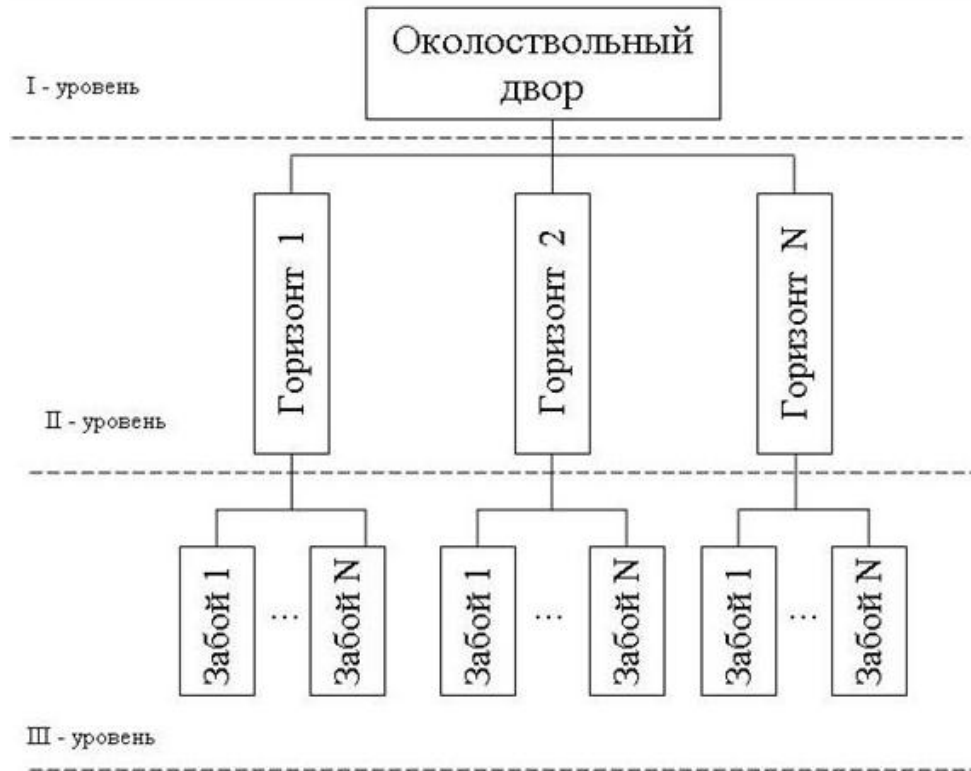 Околоствольный
двор
I - уровень
Горизонт 1
Горизонт 2
Горизонт N
II - уровень
Забой 1
...
Забой N
Забой 1
...
Забой N
Забой 1
...
Забой N
III - уровень